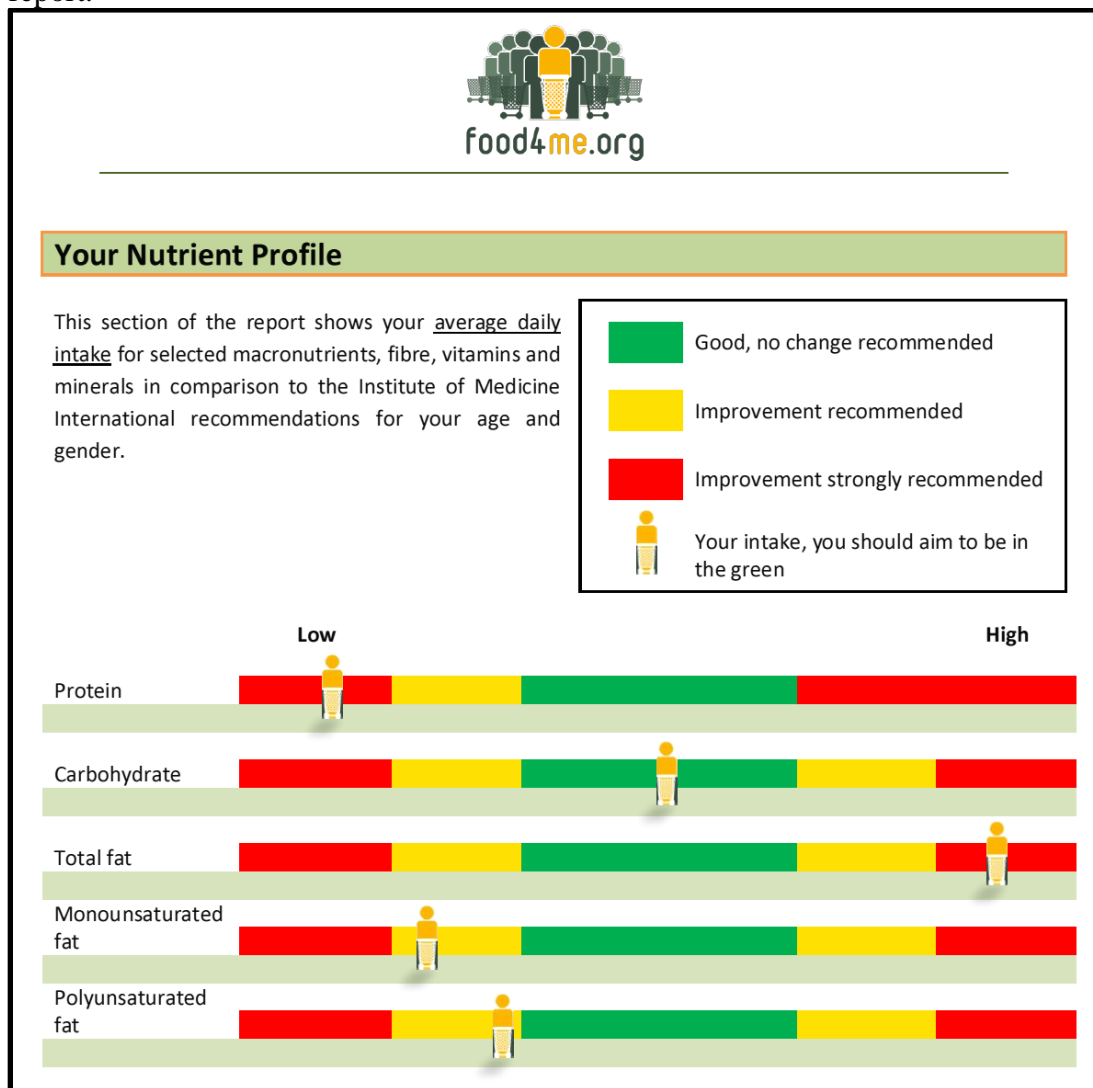 report.
food4me.org
Your Nutrient Profile
This section of the report shows your average daily
intake for selected macronutrients, fibre, vitamins and
minerals in comparison to the Institute of Medicine
International recommendations for your age and
gender.
Good, no change recommended
Improvement recommended
Improvement strongly recommended
Your intake, you should aim to be in
the green
Low High
Protein
Carbohydrate
Total fat
Monounsaturated
fat
Polyunsaturated
fat